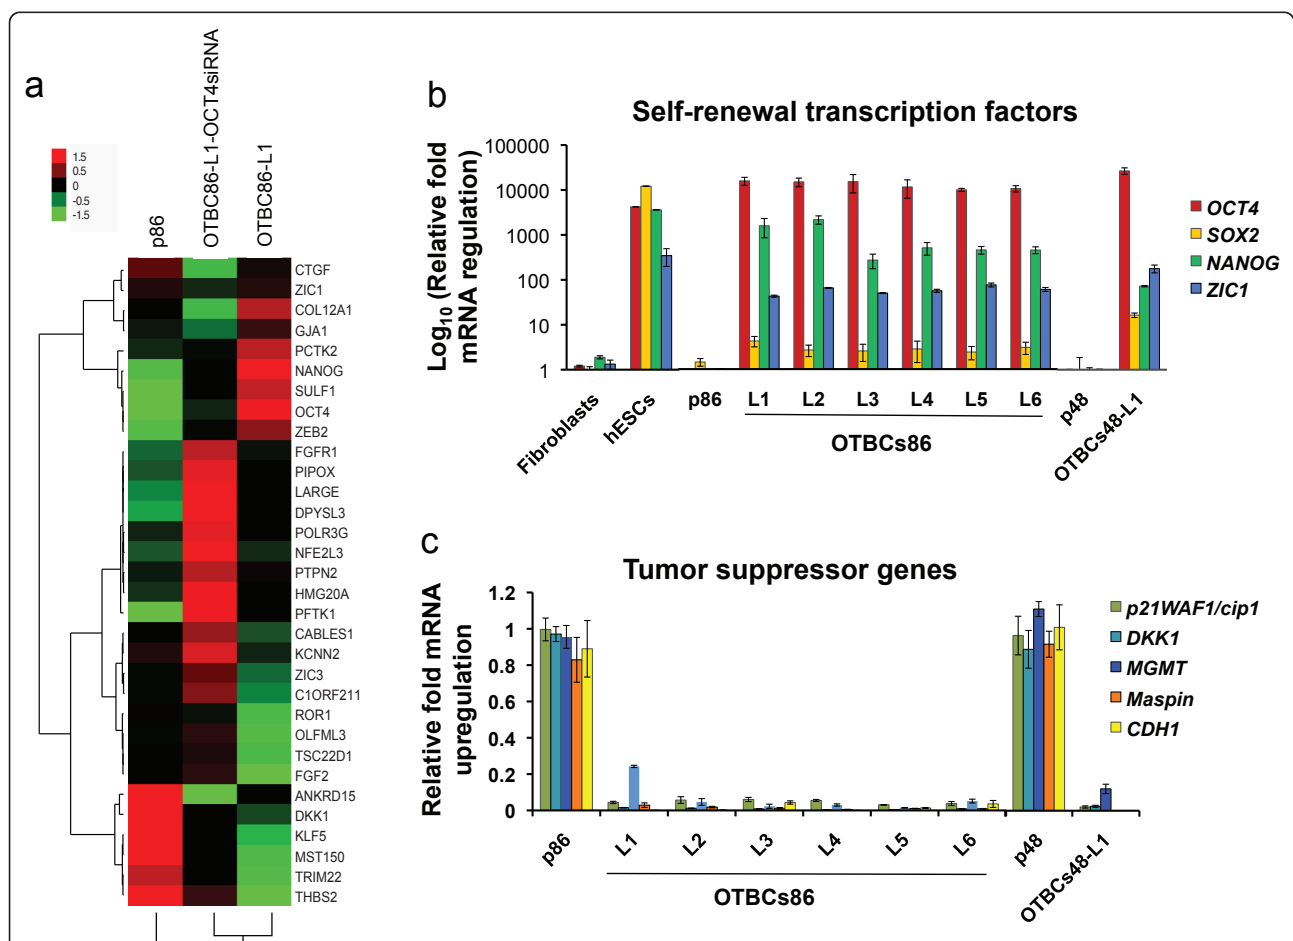 a
p86
OTBC86-L1-OCT4siRNA
OTBC86-L1
1.5
0.5
0
-0.5
-1.5
CTGF
ZIC1
COL12A1
GJA1
PCTK2
NANOG
SULF1
OCT4
ZEB2
FGFR1
PIPOX
LARGE
DPYSL3
POLR3G
NFE2L3
PTPN2
HMG20A
PFTK1
CABLES1
KCNN2
ZIC3
C1ORF211
ROR1
OLFML3
TSC22D1
FGF2
ANKRD15
DKK1
KLF5
MST150
TRIM22
THBS2
b
Self-renewal transcription factors
Log10 (Relative fold
mRNA regulation)
100000
10000
1000
100
10
1
Fibroblasts
hESCs
p86
L1
L2
L3
L4
L5
L6
OTBCs86
p48
OTBCs48-L1
OCT4
SOX2
NANOG
ZIC1
c
Tumor suppressor genes
Relative fold mRNA
upregulation
1.2
1
0.8
0.6
0.4
0.2
0
p86
L1
L2
L3
L4
L5
L6
OTBCs86
p48
OTBCs48-L1
p21WAF1/cip1
DKK1
MGMT
Maspin
CDH1